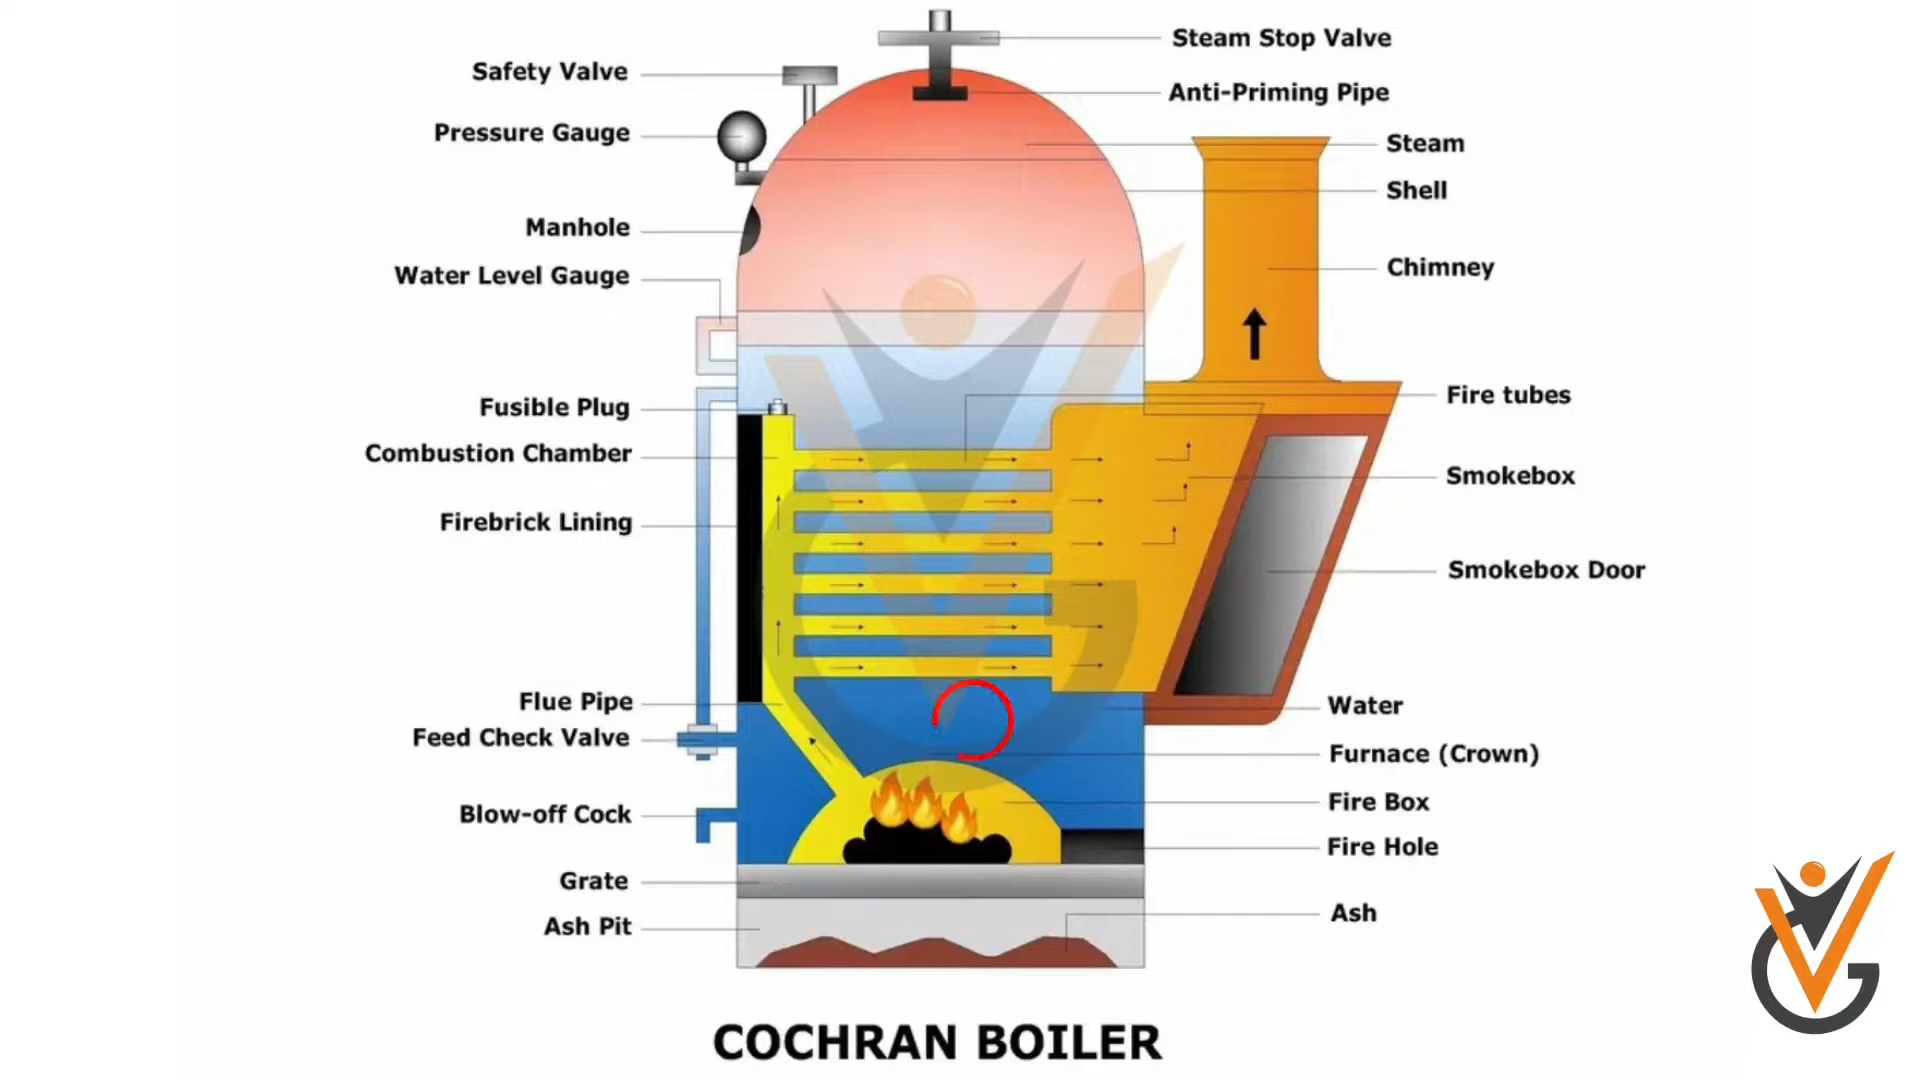 Safety Valve
Pressure Gauge
Manhole
Water Level Gauge
Fusible Plug
Combustion Chamber
Firebrick Lining
Flue Pipe
Feed Check Valve
Blow-off Cock
Grate
Ash Pit
Steam Stop Valve
Anti-Priming Pipe
Steam
Shell
Chimney
Fire tubes
Smokebox
Smokebox Door
Water
Furnace (Crown)
Fire Box
Fire Hole
Ash
COCHRAN BOILER